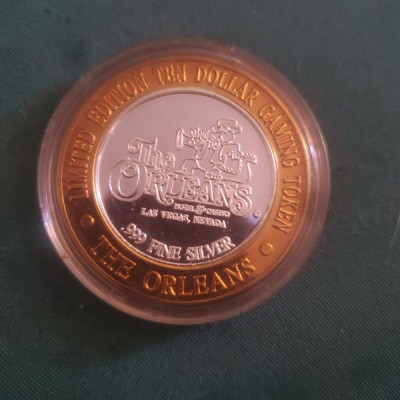 LIMITED EDITION TEN DOLLAR GAMING TOKEN
The
ORLEANS
HOTEL & CASINO
LAS VEGAS, NEVADA
.999 FINE SILVER
THE ORLEANS